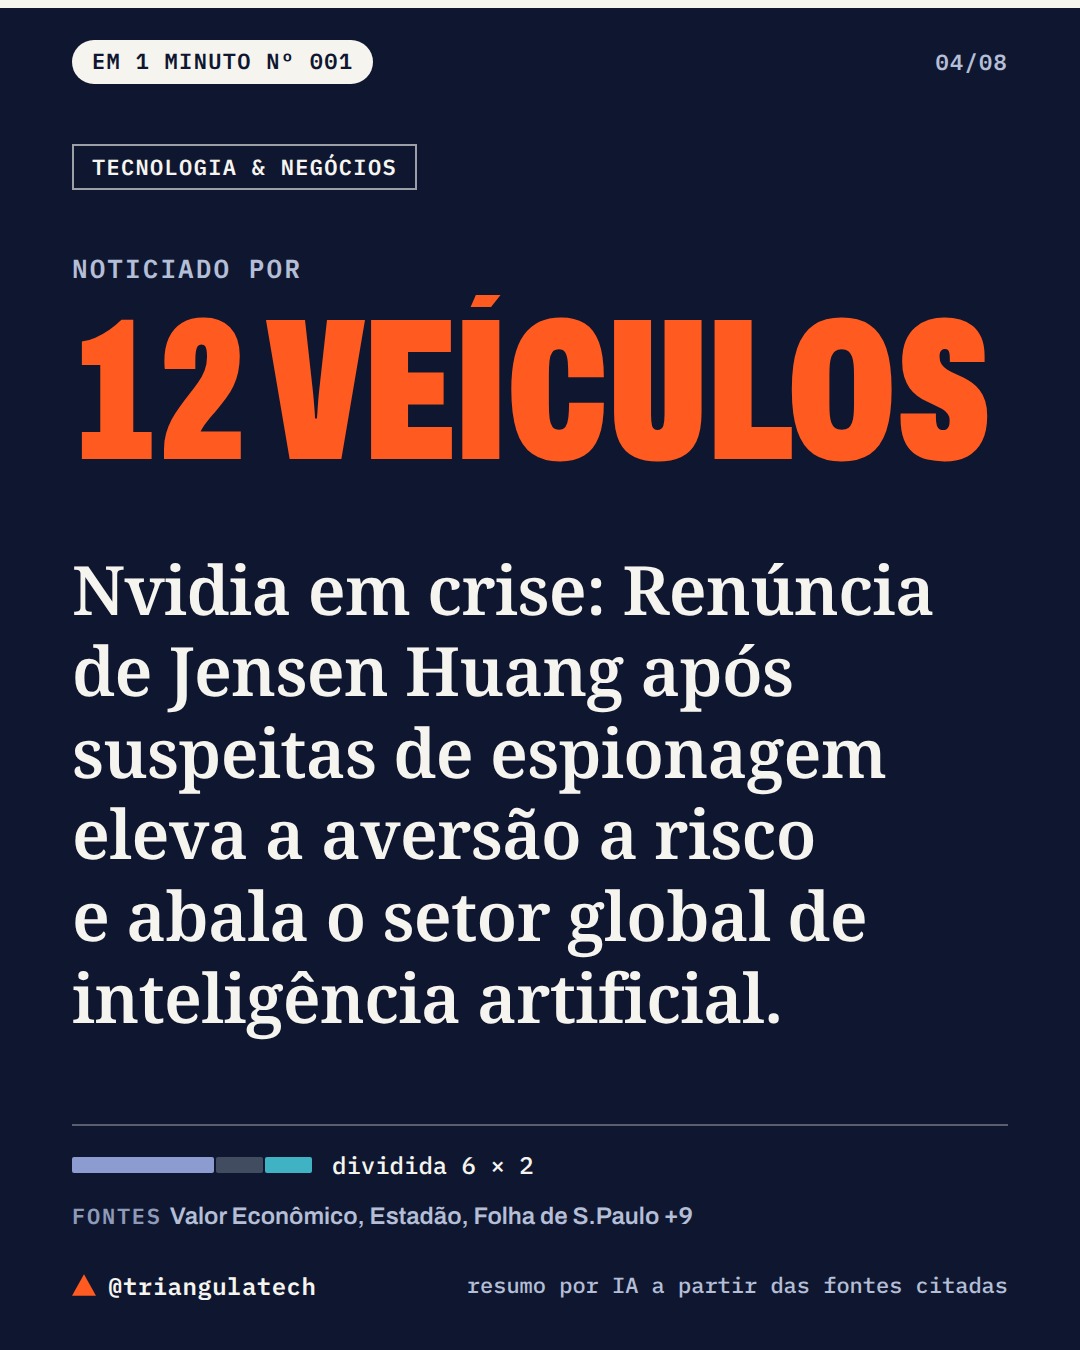 EM 1 MINUTO Nº 001
04/08
TECNOLOGIA & NEGÓCIOS
NOTICIADO POR
12 VEÍCULOS
Nvidia em crise: Renúncia
de Jensen Huang após
suspeitas de espionagem
eleva a aversão a risco
e abala o setor global de
inteligência artificial.
dividida 6 × 2
FONTES Valor Econômico, Estadão, Folha de S.Paulo +9
@triangulatech
resumo por IA a partir das fontes citadas